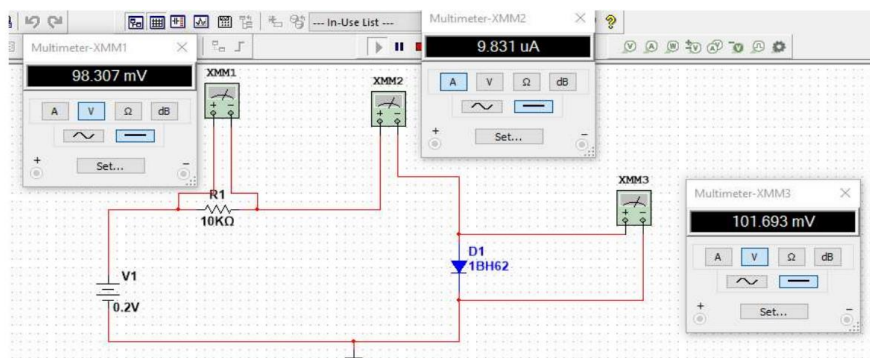 --- In-Use List ---
Multimeter-XMM1
98.307 mV
A V Ω dB
Set...
+ -
Multimeter-XMM2
9.831 uA
A V Ω dB
Set...
+ -
XMM1
+ -
XMM2
+ -
XMM3
+ -
Multimeter-XMM3
101.693 mV
A V Ω dB
Set...
+ -
R1
10KΩ
D1
1BH62
V1
0.2V